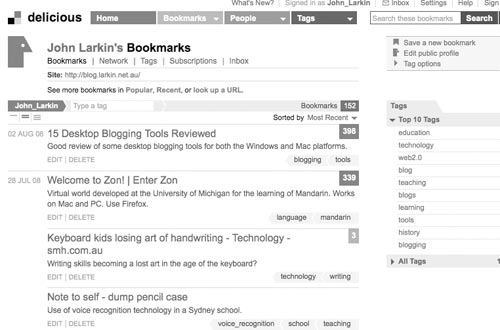 What's New? | Signed in as John_Larkin | Inbox | Settings | Help | Sign
delicious
Home Bookmarks People Tags Search these bookmarks Search
John Larkin's Bookmarks
Bookmarks | Network | Tags | Subscriptions | Inbox
Site: http://blog.larkin.net.au/
See more bookmarks in Popular, Recent, or look up a URL.
Save a new bookmark
Edit public profile
Tag options
John_Larkin Type a tag Bookmarks 152
Sorted by Most Recent
02 AUG 08 15 Desktop Blogging Tools Reviewed 398
Good review of some desktop blogging tools for both the Windows and Mac platforms.
EDIT | DELETE blogging tools
28 JUL 08 Welcome to Zon! | Enter Zon 339
Virtual world developed at the University of Michigan for the learning of Mandarin. Works
on Mac and PC. Use Firefox.
EDIT | DELETE language mandarin
Keyboard kids losing art of handwriting - Technology - 3
smh.com.au
Writing skills becoming a lost art in the age of the keyboard?
EDIT | DELETE technology writing
Note to self - dump pencil case
Use of voice recognition technology in a Sydney school.
EDIT | DELETE voice_recognition school teaching
Tags
Top 10 Tags
education
technology
web2.0
blog
teaching
blogs
learning
tools
history
blogging
All Tags